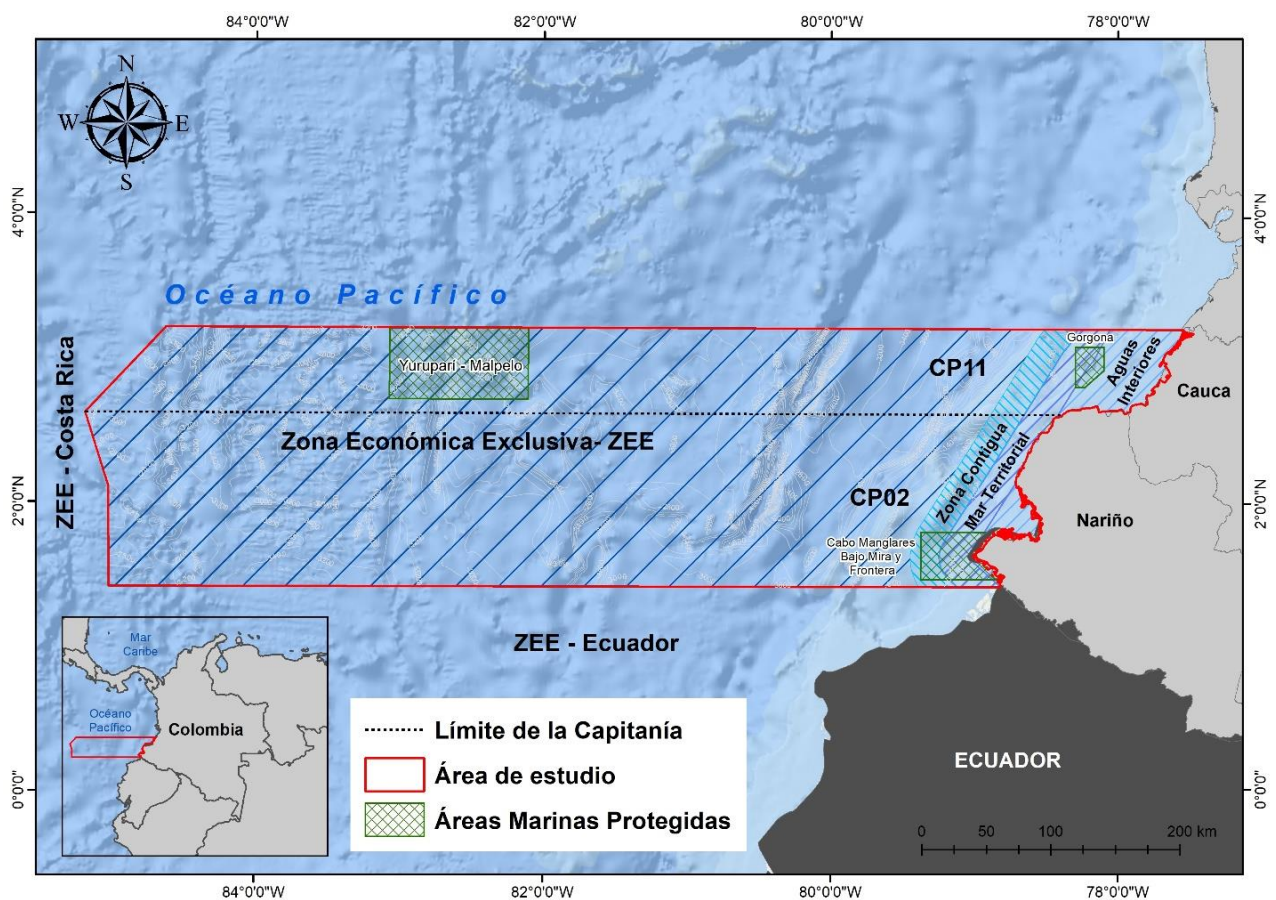 84°0'0"W
82°0'0"W
80°0'0"W
78°0'0"W
N
W
E
S
4°0'0"N
4°0'0"N
Océano Pacífico
ZEE - Costa Rica
Yuruparí - Malpelo
CP11
Gorgona
Aguas
Interiores
Cauca
Zona Económica Exclusiva- ZEE
CP02
Zona Contigua
Mar Territorial
2°0'0"N
2°0'0"N
Nariño
Cabo Manglares
Bajo Mira y
Frontera
ZEE - Ecuador
Mar
Caribe
Océano
Pacífico
Colombia
Límite de la Capitanía
Área de estudio
Áreas Marinas Protegidas
ECUADOR
0°0'0"
0°0'0"
0 50 100 200 km
84°0'0"W
82°0'0"W
80°0'0"W
78°0'0"W